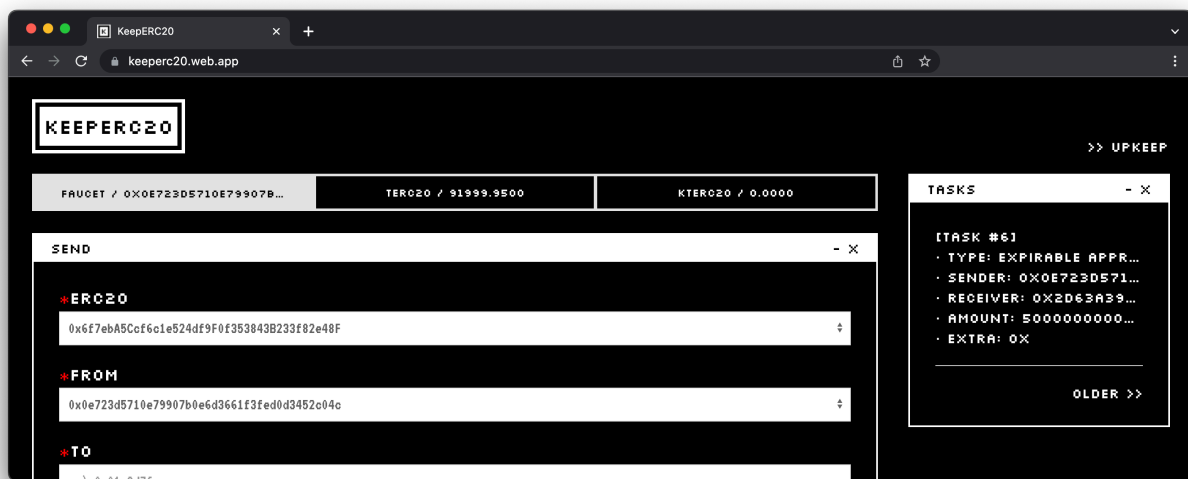 KeepERC20
keeperc20.web.app
KEEPERC20
>> UPKEEP
FAUCET / 0X0E723D5710E79907B…
TERC20 / 91999.9500
KTERC20 / 0.0000
SEND - X
*ERC20
0x6f7ebA5Ccf6c1e524df9F0f353843B233f82e48F
*FROM
0x0e723d5710e79907b0e6d3661f3fed0d3452c04c
*TO
TASKS - X
[TASK #6]
· TYPE: EXPIRABLE APPR…
· SENDER: 0X0E723D571…
· RECEIVER: 0X2D63A39…
· AMOUNT: 5000000000…
· EXTRA: 0X
OLDER >>